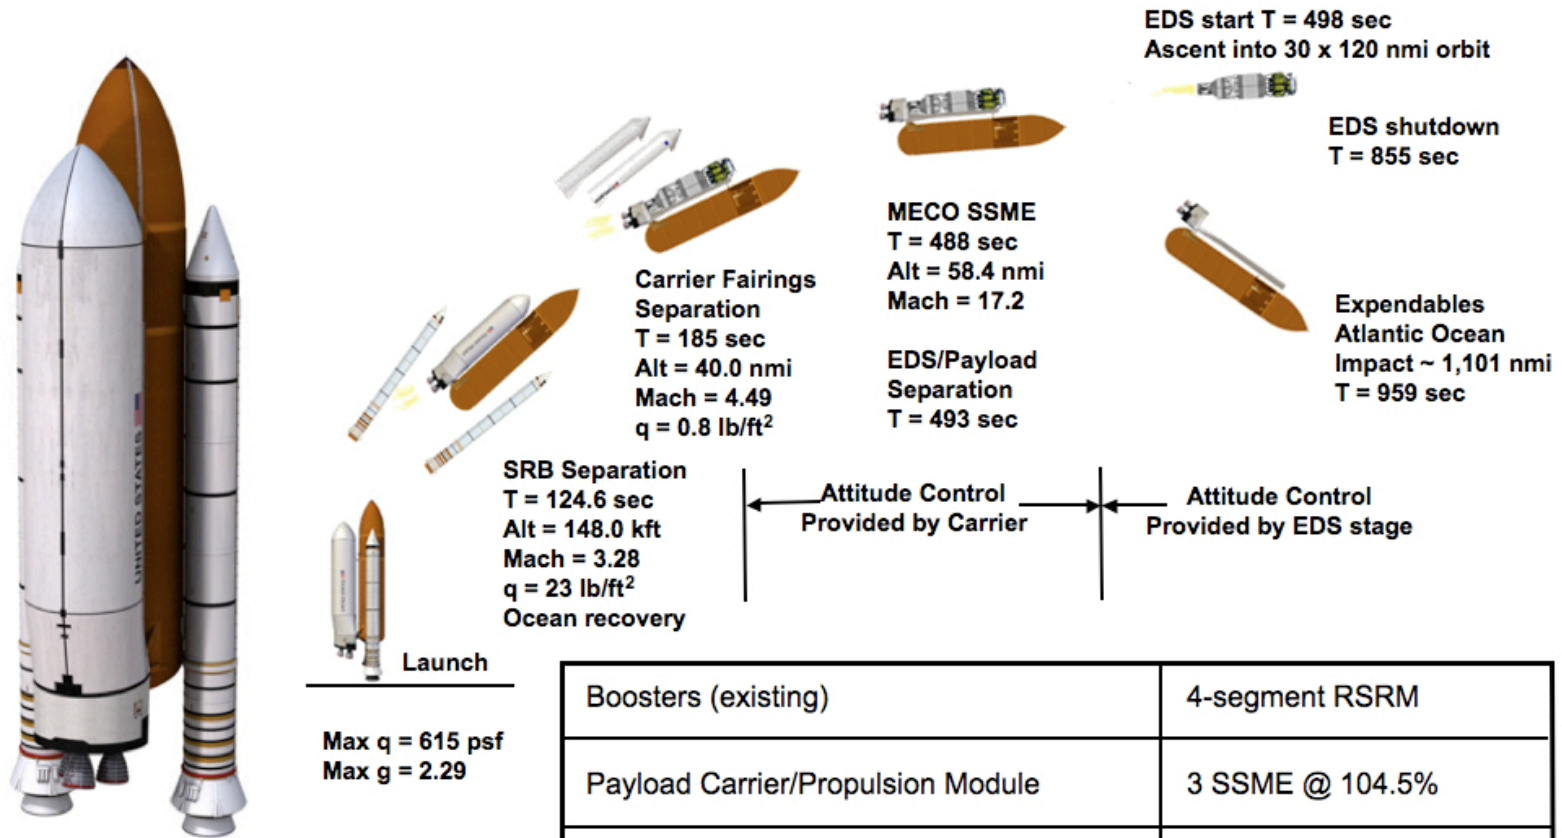 EDS start T = 498 sec
Ascent into 30 x 120 nmi orbit
EDS shutdown
T = 855 sec
MECO SSME
T = 488 sec
Alt = 58.4 nmi
Mach = 17.2
EDS/Payload
Separation
T = 493 sec
Expendables
Atlantic Ocean
Impact ~ 1,101 nmi
T = 959 sec
Carrier Fairings
Separation
T = 185 sec
Alt = 40.0 nmi
Mach = 4.49
q = 0.8 lb/ft²
SRB Separation
T = 124.6 sec
Alt = 148.0 kft
Mach = 3.28
q = 23 lb/ft²
Ocean recovery
Attitude Control
Provided by Carrier
Attitude Control
Provided by EDS stage
UNITED STATES
Launch
Max q = 615 psf
Max g = 2.29
Boosters (existing)
4-segment RSRM
Payload Carrier/Propulsion Module
3 SSME @ 104.5%